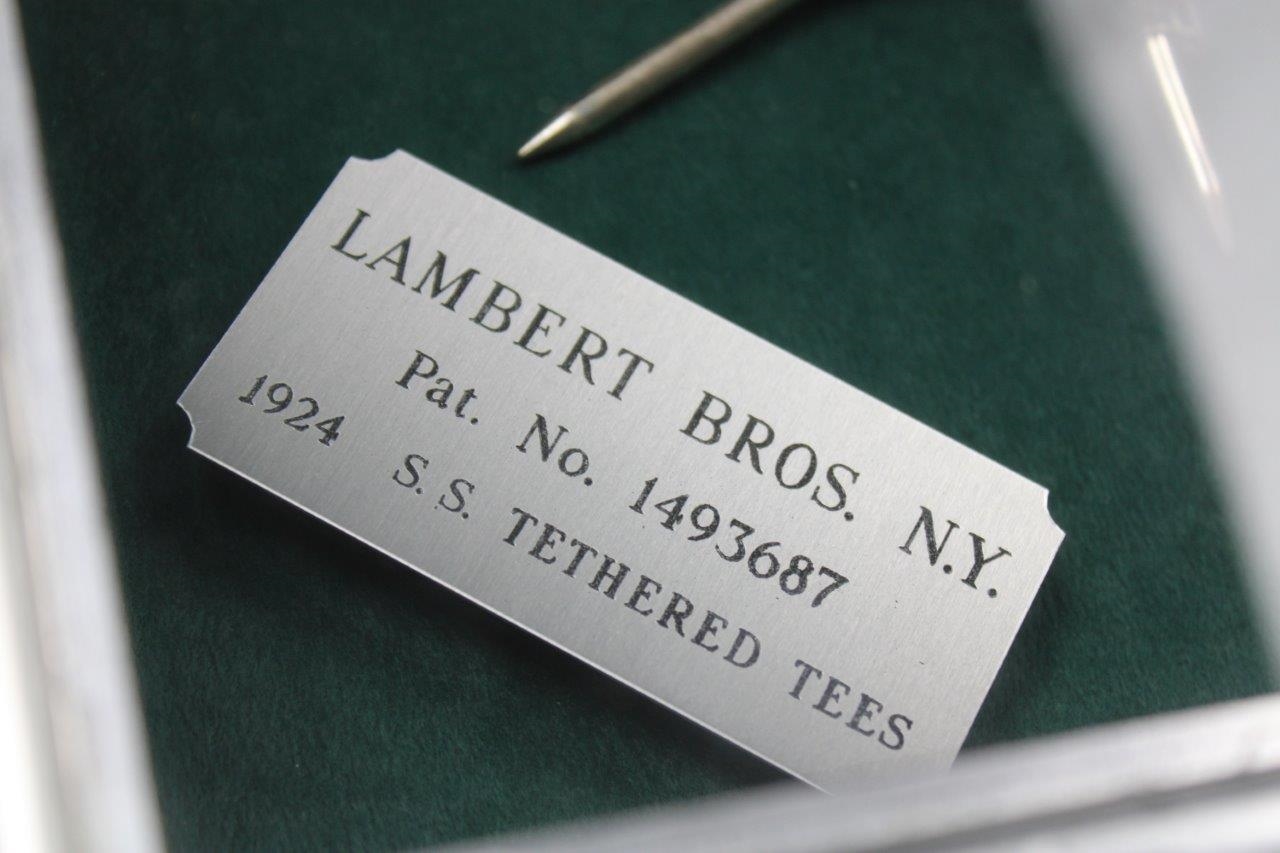 LAMBERT BROS. N.Y.
Pat. No. 1493687
1924 S.S. TETHERED TEES